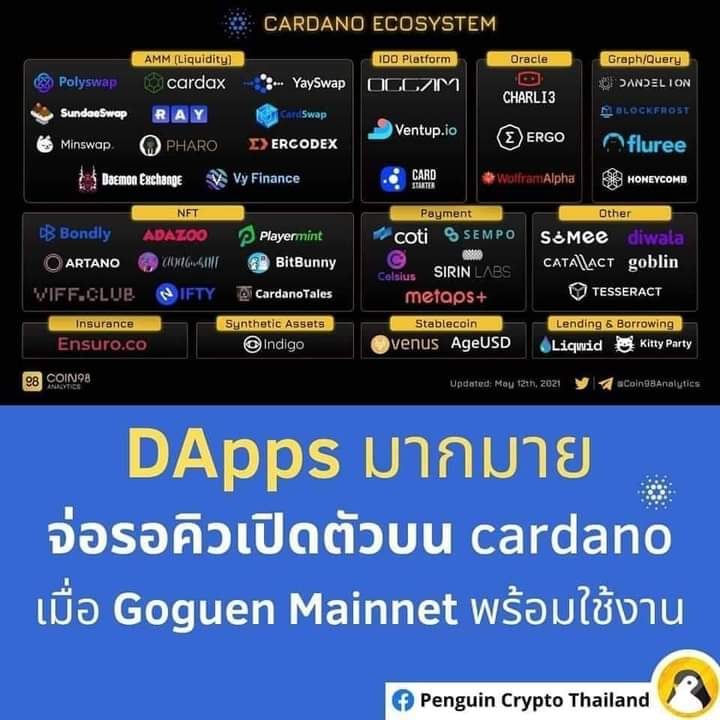 CARDANO ECOSYSTEM
AMM (Liquidity)
Polyswap cardax YaySwap
SundaeSwap RAY CardSwap
Minswap. PHARO ERCODEX
Daemon Exchange Vy Finance
IDO Platform
OCCAM
Ventup.io
CARD
STARTER
Oracle
CHARLI3
ERGO
WolframAlpha
Graph/Query
DANDELION
BLOCKFROST
fluree
HONEYCOMB
NFT
Bondly ADAZOO Playermint
ARTANO BitBunny
VIFF.CLUB NIFTY CardanoTales
Payment
coti SEMPO
Celsius SIRIN LABS
metaps+
Other
SOMEE diwala
CATALLACT goblin
TESSERACT
Insurance
Ensuro.co
Synthetic Assets
Indigo
Stablecoin
venus AgeUSD
Lending & Borrowing
Liqwid Kitty Party
98 COIN98
ANALYTICS
Updated: May 12th, 2021 @Coin98Analytics
DApps มากมาย
จ่อรอคิวเปิดตัวบน cardano
เมื่อ Goguen Mainnet พร้อมใช้งาน
Penguin Crypto Thailand